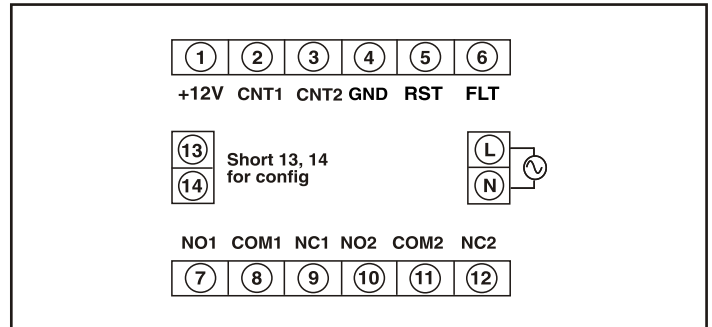 1 2 3 4 5 6
+12V CNT1 CNT2 GND RST FLT
13
Short 13, 14
for config
14
L
N
NO1 COM1 NC1 NO2 COM2 NC2
7 8 9 10 11 12